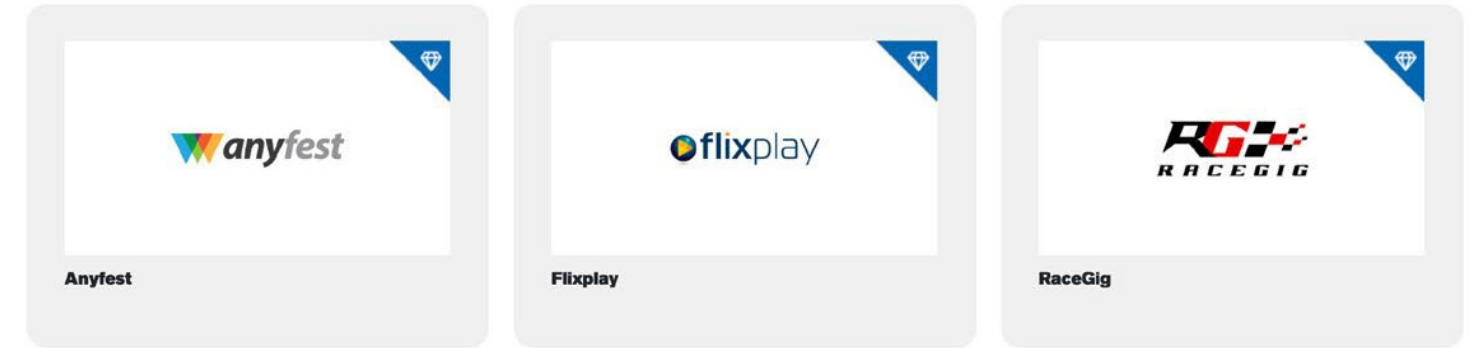 anyfest
Anyfest
flixplay
Flixplay
RG
RACEGIG
RaceGig